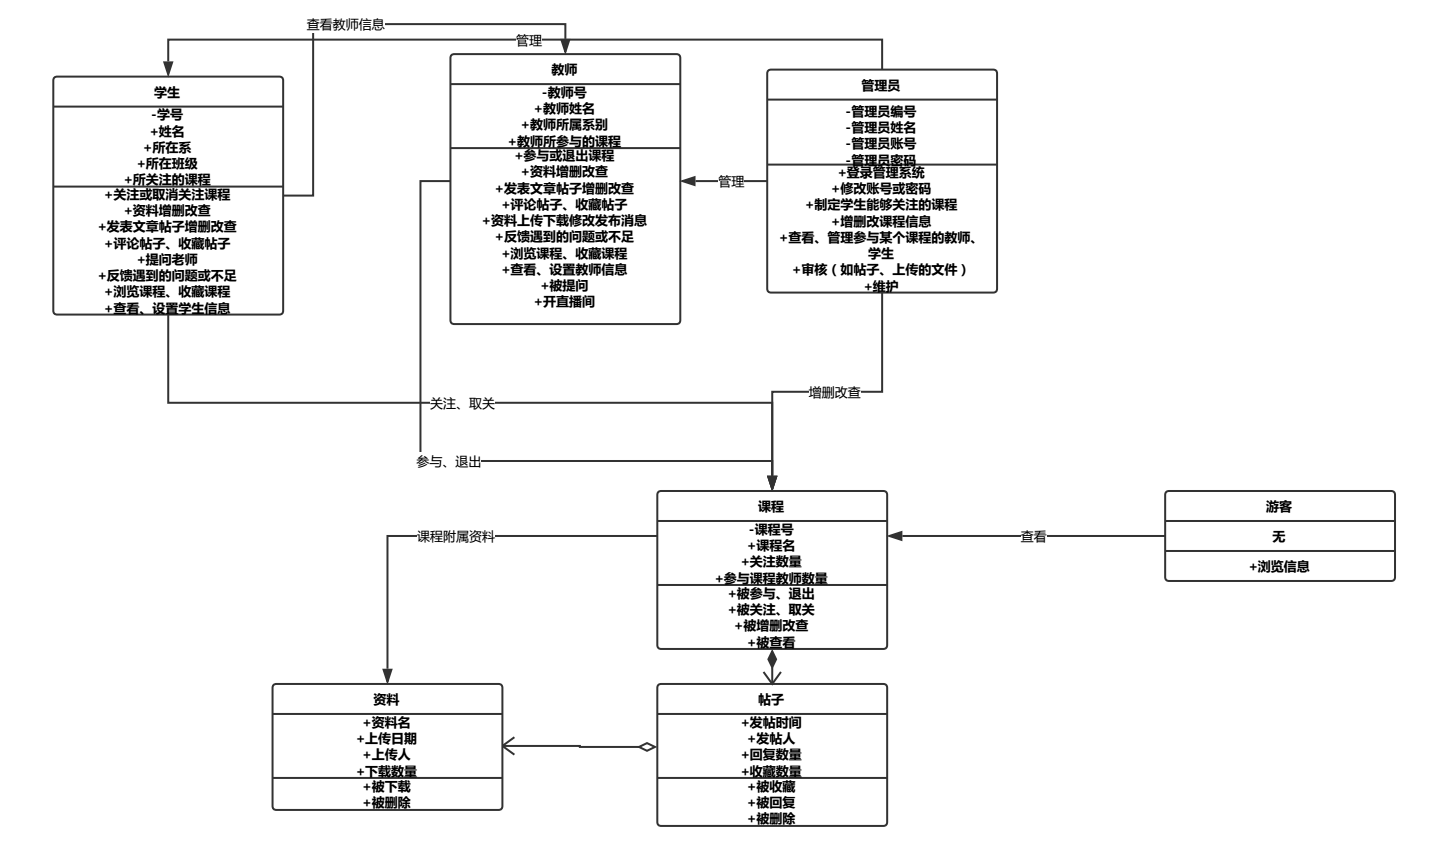 查看教师信息
管理
学生
-学号
+姓名
+所在系
+所在班级
+所关注的课程
+关注或取消关注课程
+资料增删改查
+发表文章帖子增删改查
+评论帖子、收藏帖子
+提问老师
+反馈遇到的问题或不足
+浏览课程、收藏课程
+查看、设置学生信息
教师
-教师号
+教师姓名
+教师所属系别
+教师所参与的课程
+参与或退出课程
+资料增删改查
+发表文章帖子增删改查
+评论帖子、收藏帖子
+资料上传下载修改发布消息
+反馈遇到的问题或不足
+浏览课程、收藏课程
+查看、设置教师信息
+被提问
+开直播间
管理
管理员
-管理员编号
-管理员姓名
-管理员账号
-管理员密码
+登录管理系统
+修改账号或密码
+制定学生能够关注的课程
+增删改课程信息
+查看、管理参与某个课程的教师、
学生
+审核（如帖子、上传的文件）
+维护
增删改查
关注、取关
参与、退出
课程
-课程号
+课程名
+关注数量
+参与课程教师数量
+被参与、退出
+被关注、取关
+被增删改查
+被查看
查看
游客
无
+浏览信息
课程附属资料
资料
+资料名
+上传日期
+上传人
+下载数量
+被下载
+被删除
帖子
+发帖时间
+发帖人
+回复数量
+收藏数量
+被收藏
+被回复
+被删除